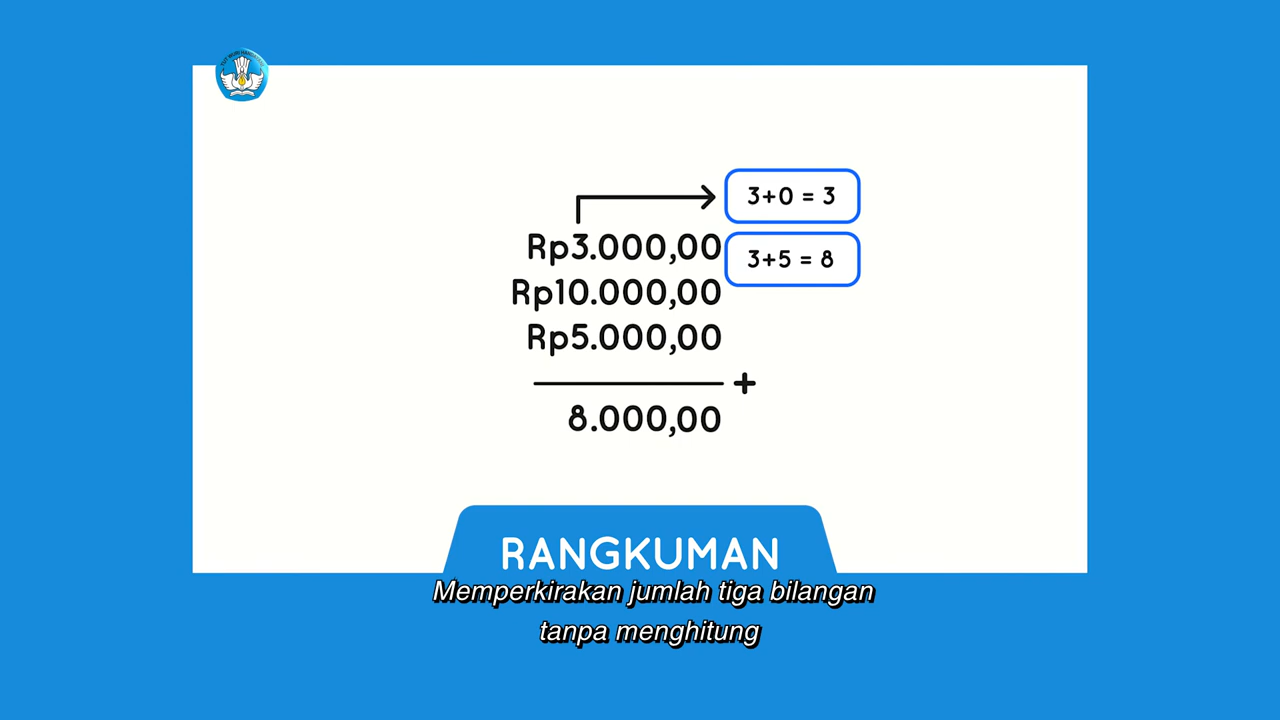 3+0 = 3
Rp3.000,00
3+5 = 8
Rp10.000,00
Rp5.000,00
+
8.000,00
RANGKUMAN
Memperkirakan jumlah tiga bilangan
tanpa menghitung